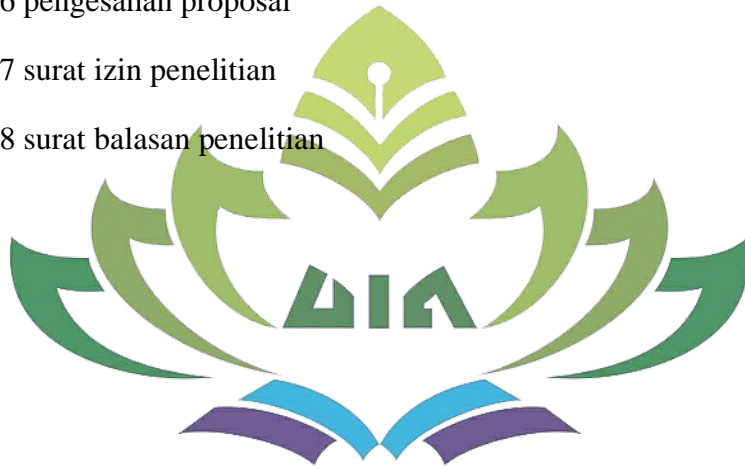 6 pengesahan proposal
7 surat izin penelitian
8 surat balasan penelitian